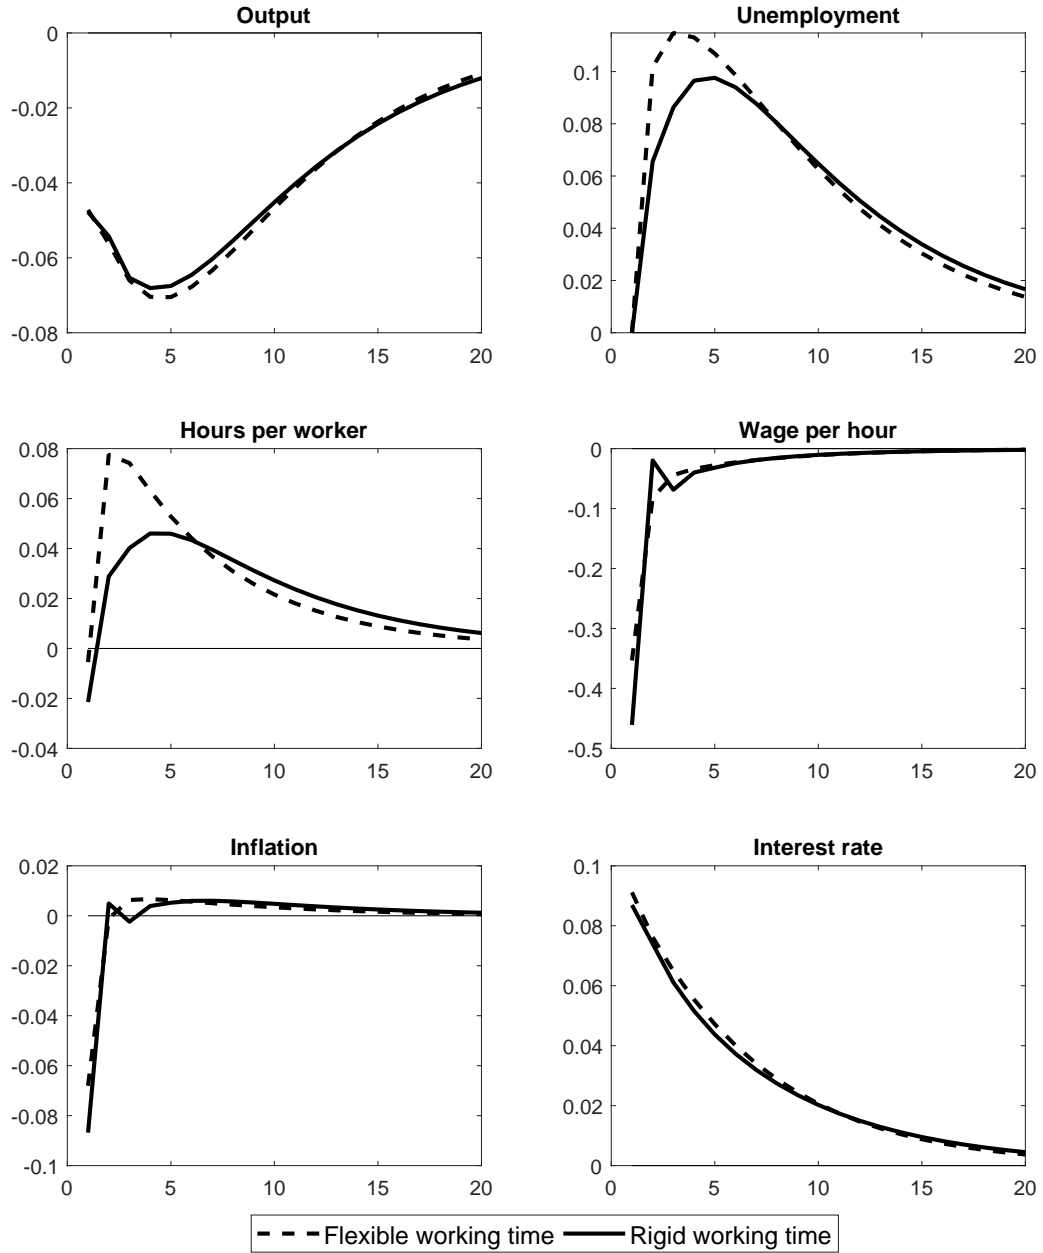 Output
0
-0.02
-0.04
-0.06
-0.08
0 5 10 15 20
Unemployment
0.1
0.08
0.06
0.04
0.02
0
0 5 10 15 20
Hours per worker
0.08
0.06
0.04
0.02
0
-0.02
-0.04
0 5 10 15 20
Wage per hour
0
-0.1
-0.2
-0.3
-0.4
-0.5
0 5 10 15 20
Inflation
0.02
0
-0.02
-0.04
-0.06
-0.08
-0.1
0 5 10 15 20
Interest rate
0.1
0.08
0.06
0.04
0.02
0
0 5 10 15 20
Flexible working time Rigid working time